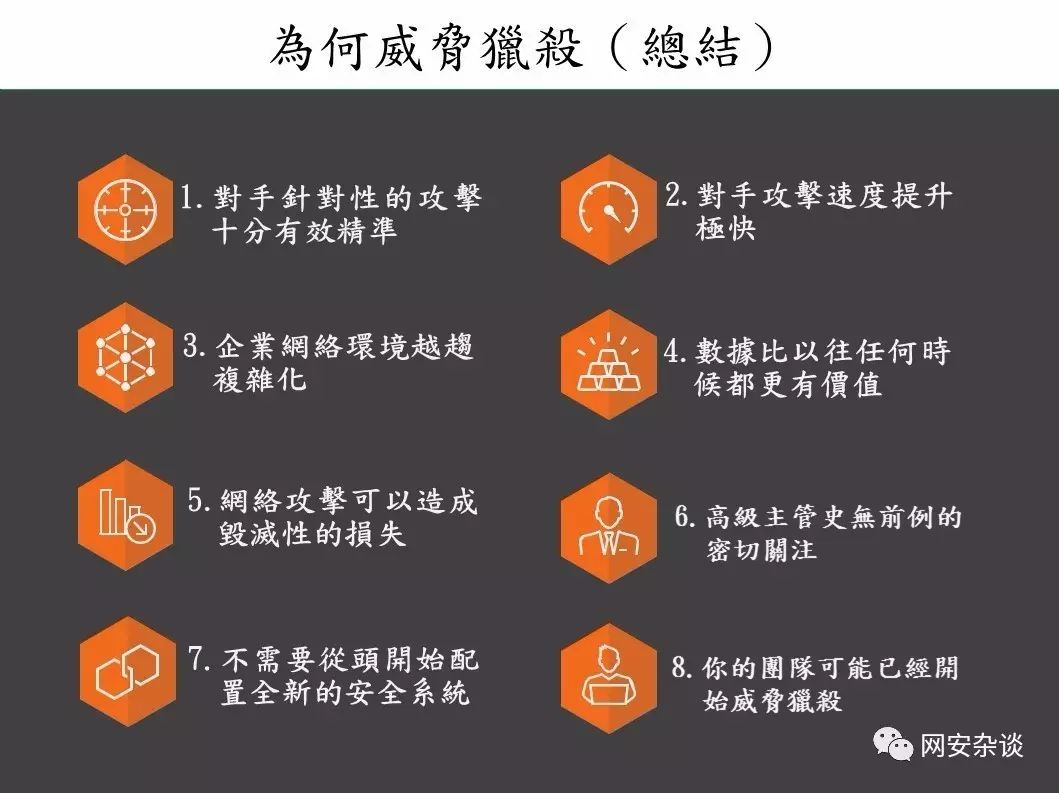 為何威脅獵殺（總結）
1. 對手針對性的攻擊
十分有效精準
2. 對手攻擊速度提升
極快
3. 企業網絡環境越趨
複雜化
4. 數據比以往任何時
候都更有價值
5. 網絡攻擊可以造成
毀滅性的損失
6. 高級主管史無前例的
密切關注
7. 不需要從頭開始配
置全新的安全系統
8. 你的團隊可能已經開
始威脅獵殺
网安杂谈